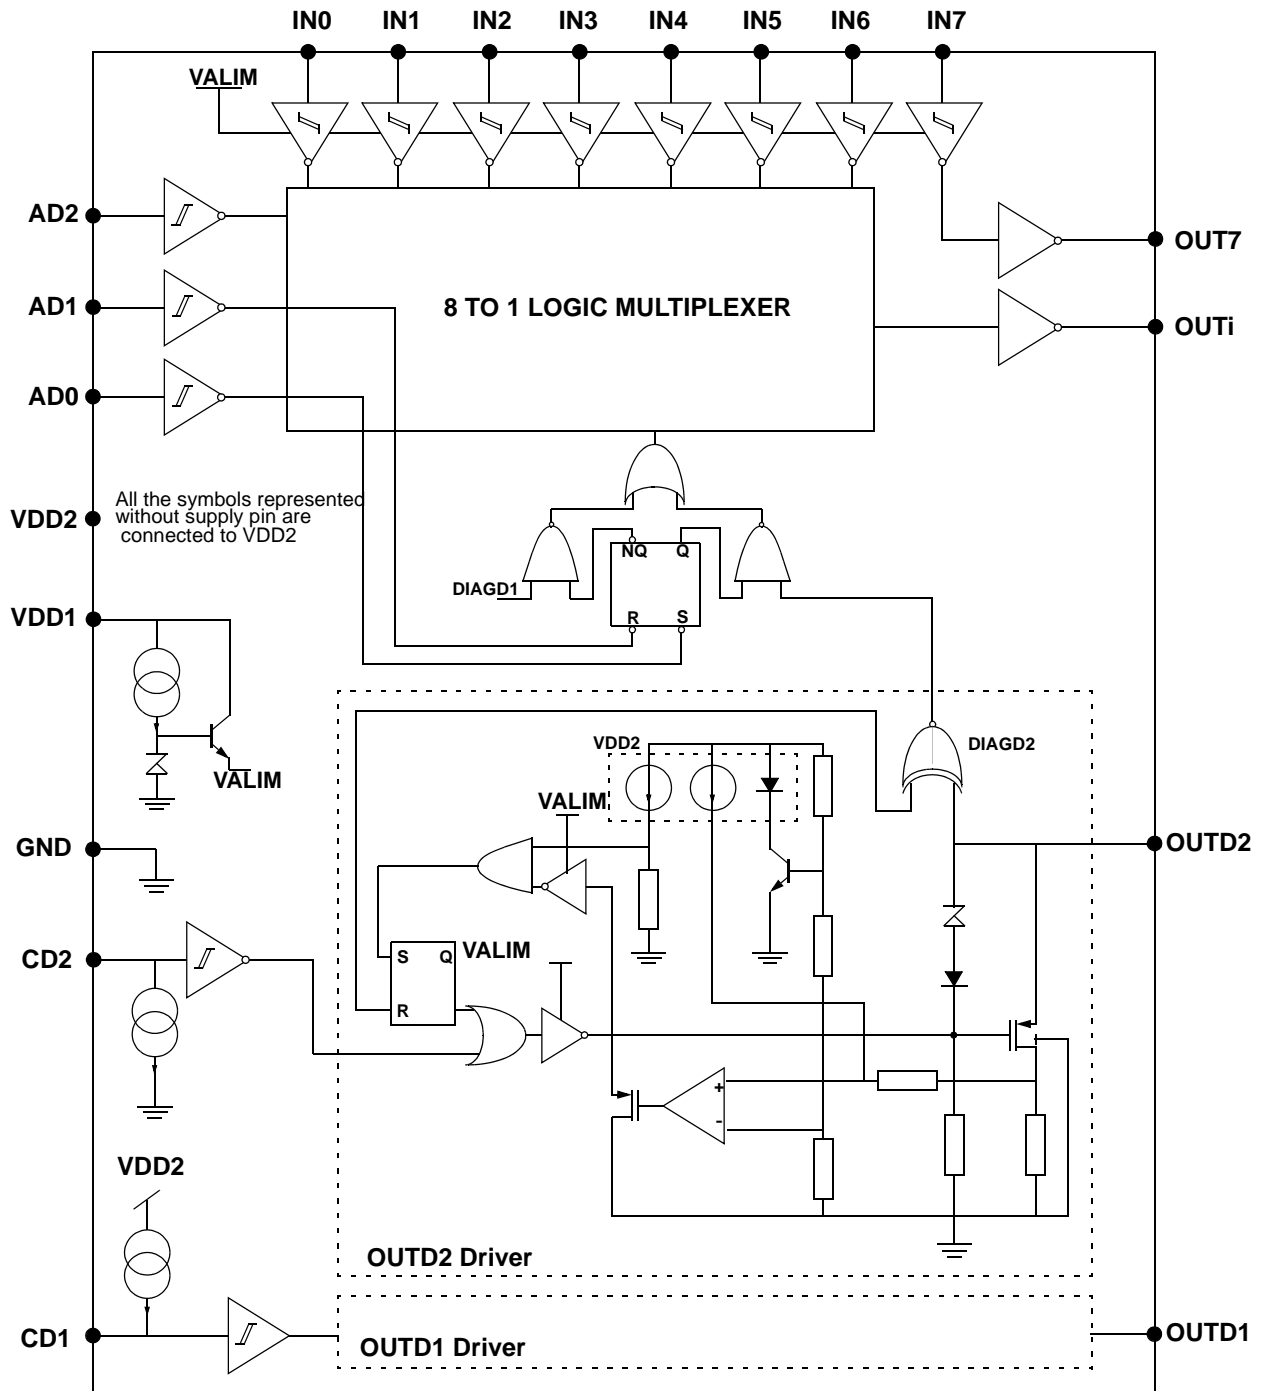 IN0 IN1 IN2 IN3 IN4 IN5 IN6 IN7
VALIM
AD2
OUT7
AD1
8 TO 1 LOGIC MULTIPLEXER
OUTi
AD0
All the symbols represented
without supply pin are
connected to VDD2
VDD2
NQ Q
DIAGD1
R S
VDD1
VALIM
DIAGD2
VDD2
VALIM
GND
OUTD2
CD2
S Q
VALIM
R
+
-
VDD2
OUTD2 Driver
CD1
OUTD1 Driver
OUTD1